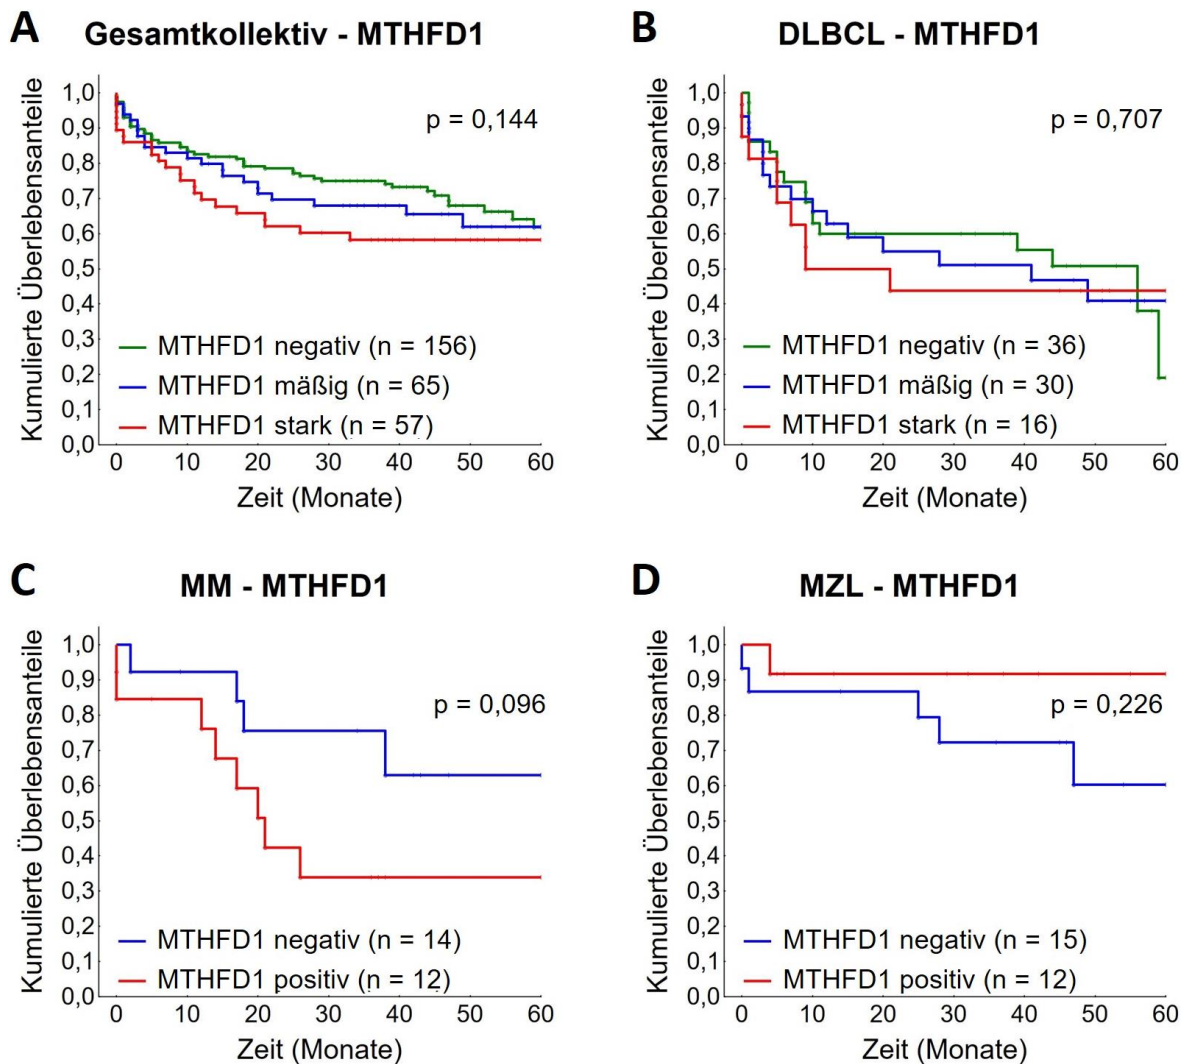 A
Gesamtkollektiv - MTHFD1
Kumulierte Überlebensanteile
1,0
0,9
0,8
0,7
0,6
0,5
0,4
0,3
0,2
0,1
0,0
p = 0,144
MTHFD1 negativ (n = 156)
MTHFD1 mäßig (n = 65)
MTHFD1 stark (n = 57)
0 10 20 30 40 50 60
Zeit (Monate)
B
DLBCL - MTHFD1
Kumulierte Überlebensanteile
1,0
0,9
0,8
0,7
0,6
0,5
0,4
0,3
0,2
0,1
0,0
p = 0,707
MTHFD1 negativ (n = 36)
MTHFD1 mäßig (n = 30)
MTHFD1 stark (n = 16)
0 10 20 30 40 50 60
Zeit (Monate)
C
MM - MTHFD1
Kumulierte Überlebensanteile
1,0
0,9
0,8
0,7
0,6
0,5
0,4
0,3
0,2
0,1
0,0
p = 0,096
MTHFD1 negativ (n = 14)
MTHFD1 positiv (n = 12)
0 10 20 30 40 50 60
Zeit (Monate)
D
MZL - MTHFD1
Kumulierte Überlebensanteile
1,0
0,9
0,8
0,7
0,6
0,5
0,4
0,3
0,2
0,1
0,0
p = 0,226
MTHFD1 negativ (n = 15)
MTHFD1 positiv (n = 12)
0 10 20 30 40 50 60
Zeit (Monate)